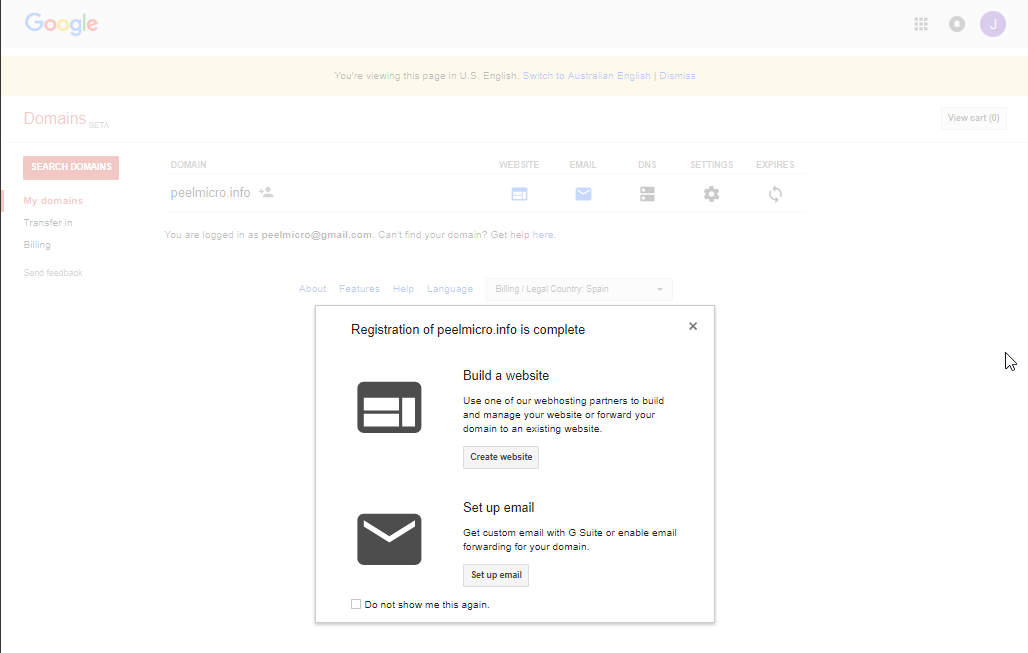 Google
J
You're viewing this page in U.S. English. Switch to Australian English | Dismiss
Domains BETA
View cart (0)
SEARCH DOMAINS
My domains
Transfer in
Billing
Send feedback
DOMAIN WEBSITE EMAIL DNS SETTINGS EXPIRES
peelmicro.info
You are logged in as peelmicro@gmail.com. Can't find your domain? Get help here.
About Features Help Language Billing / Legal Country: Spain
Registration of peelmicro.info is complete
Build a website
Use one of our webhosting partners to build
and manage your website or forward your
domain to an existing website.
Create website
Set up email
Get custom email with G Suite or enable email
forwarding for your domain.
Set up email
Do not show me this again.